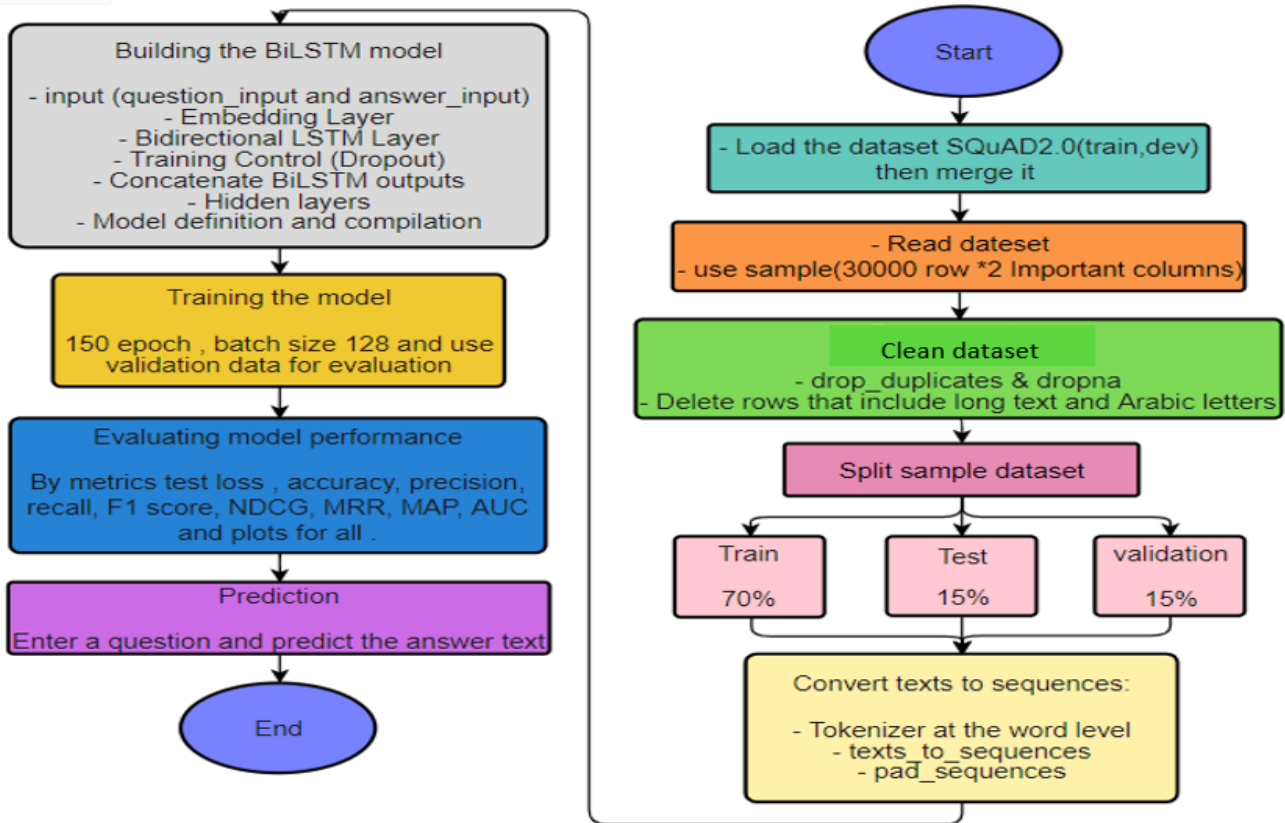 Start
- Load the dataset SQuAD2.0(train,dev)
then merge it
- Read dateset
- use sample(30000 row *2 Important columns)
Clean dataset
- drop_duplicates & dropna
- Delete rows that include long text and Arabic letters
Split sample dataset
Train
70%
Test
15%
validation
15%
Convert texts to sequences:
- Tokenizer at the word level
- texts_to_sequences
- pad_sequences
Building the BiLSTM model
- input (question_input and answer_input)
- Embedding Layer
- Bidirectional LSTM Layer
- Training Control (Dropout)
- Concatenate BiLSTM outputs
- Hidden layers
- Model definition and compilation
Training the model
150 epoch , batch size 128 and use
validation data for evaluation
Evaluating model performance
By metrics test loss , accuracy, precision,
recall, F1 score, NDCG, MRR, MAP, AUC
and plots for all .
Prediction
Enter a question and predict the answer text
End